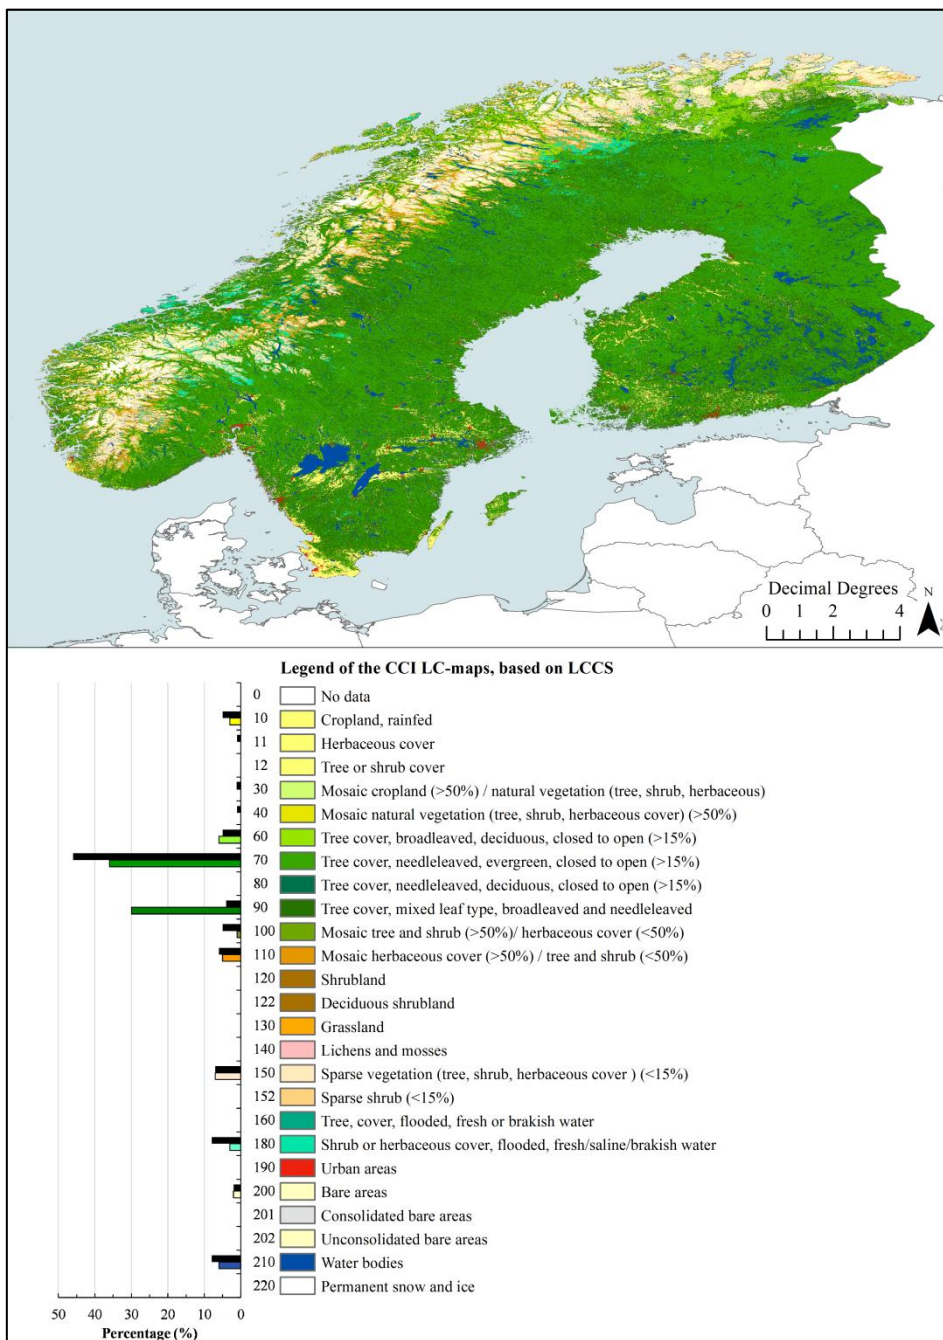 Decimal Degrees
N
0 1 2 4
Legend of the CCI LC-maps, based on LCCS
0 No data
10 Cropland, rainfed
11 Herbaceous cover
12 Tree or shrub cover
30 Mosaic cropland (>50%) / natural vegetation (tree, shrub, herbaceous)
40 Mosaic natural vegetation (tree, shrub, herbaceous cover) (>50%
60 Tree cover, broadleaved, deciduous, closed to open (>15%)
70 Tree cover, needleleaved, evergreen, closed to open (>15%)
80 Tree cover, needleleaved, deciduous, closed to open (>15%)
90 Tree cover, mixed leaf type, broadleaved and needleleaved
100 Mosaic tree and shrub (>50%)/ herbaceous cover (<50%)
110 Mosaic herbaceous cover (>50%) / tree and shrub (<50%)
120 Shrubland
122 Deciduous shrubland
130 Grassland
140 Lichens and mosses
150 Sparse vegetation (tree, shrub, herbaceous cover ) (<15%)
152 Sparse shrub (<15%)
160 Tree, cover, flooded, fresh or brakish water
180 Shrub or herbaceous cover, flooded, fresh/saline/brakish water
190 Urban areas
200 Bare areas
201 Consolidated bare areas
202 Unconsolidated bare areas
210 Water bodies
220 Permanent snow and ice
50 40 30 20 10 0
Percentage (%)